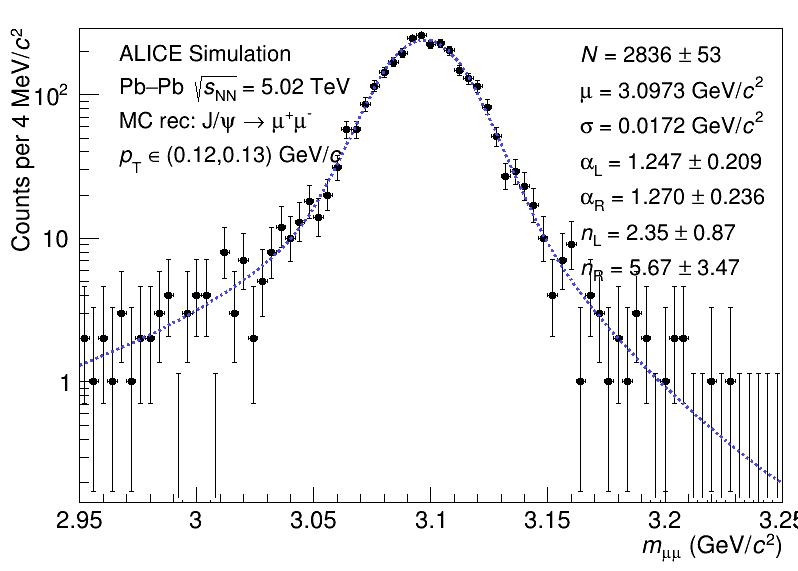 Counts per 4 MeV/c²
ALICE Simulation
Pb–Pb √sNN = 5.02 TeV
MC rec: J/ψ → μ⁺μ⁻
pT ∈ (0.12,0.13) GeV/c
N = 2836 ± 53
μ = 3.0973 GeV/c²
σ = 0.0172 GeV/c²
αL = 1.247 ± 0.209
αR = 1.270 ± 0.236
nL = 2.35 ± 0.87
nR = 5.67 ± 3.47
10²
10
1
2.95 3 3.05 3.1 3.15 3.2 3.25
mμμ (GeV/c²)